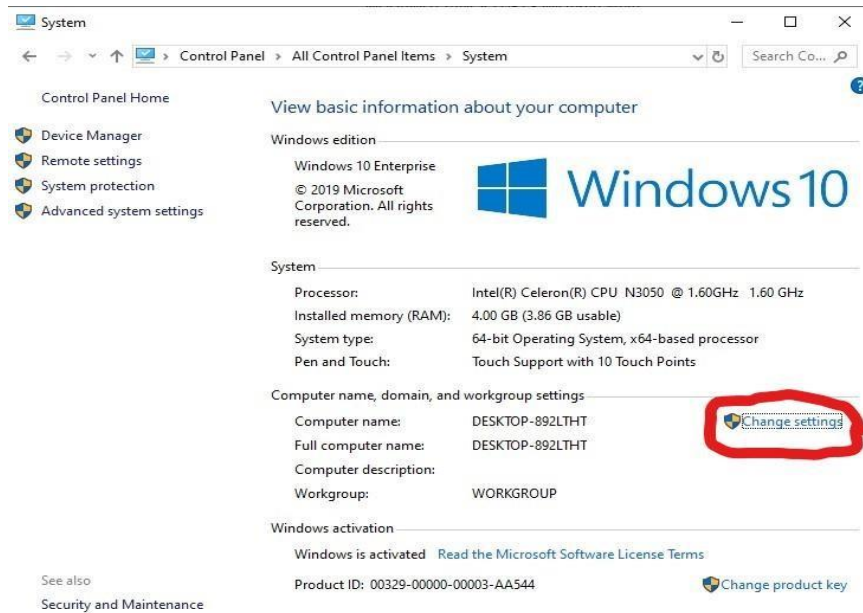 System
Control Panel > All Control Panel Items > System
Search Co...
Control Panel Home
Device Manager
Remote settings
System protection
Advanced system settings
View basic information about your computer
Windows edition
Windows 10 Enterprise
© 2019 Microsoft
Corporation. All rights
reserved.
Windows 10
System
Processor: Intel(R) Celeron(R) CPU N3050 @ 1.60GHz 1.60 GHz
Installed memory (RAM): 4.00 GB (3.86 GB usable)
System type: 64-bit Operating System, x64-based processor
Pen and Touch: Touch Support with 10 Touch Points
Computer name, domain, and workgroup settings
Computer name: DESKTOP-892LTHT Change settings
Full computer name: DESKTOP-892LTHT
Computer description:
Workgroup: WORKGROUP
Windows activation
Windows is activated Read the Microsoft Software License Terms
Product ID: 00329-00000-00003-AA544 Change product key
See also
Security and Maintenance